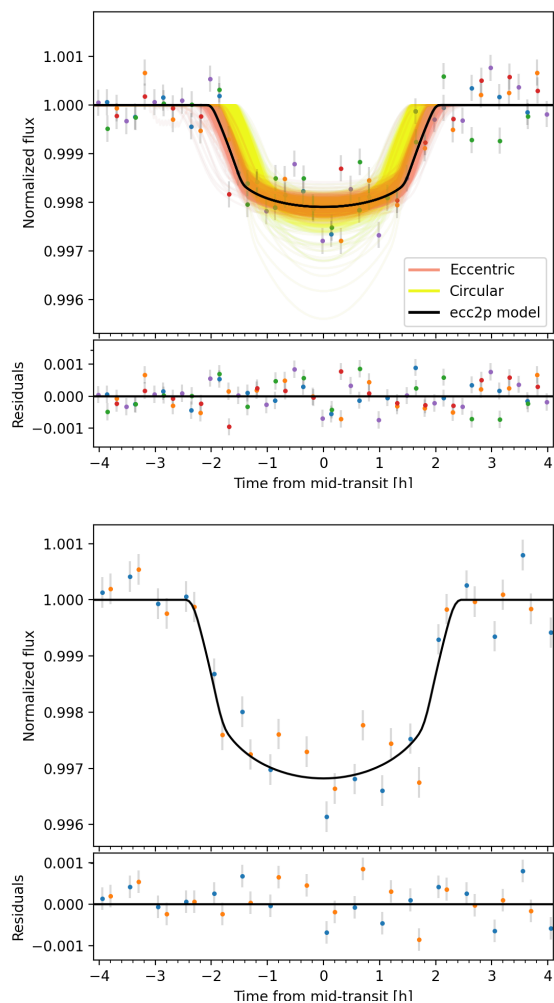 1.001
1.000
0.999
0.998
0.997
0.996
Normalized flux
Eccentric
Circular
ecc2p model
0.001
0.000
−0.001
Residuals
−4 −3 −2 −1 0 1 2 3 4
Time from mid-transit [h]
1.001
1.000
0.999
0.998
0.997
0.996
Normalized flux
0.001
0.000
−0.001
Residuals
−4 −3 −2 −1 0 1 2 3 4
Time from mid-transit [h]